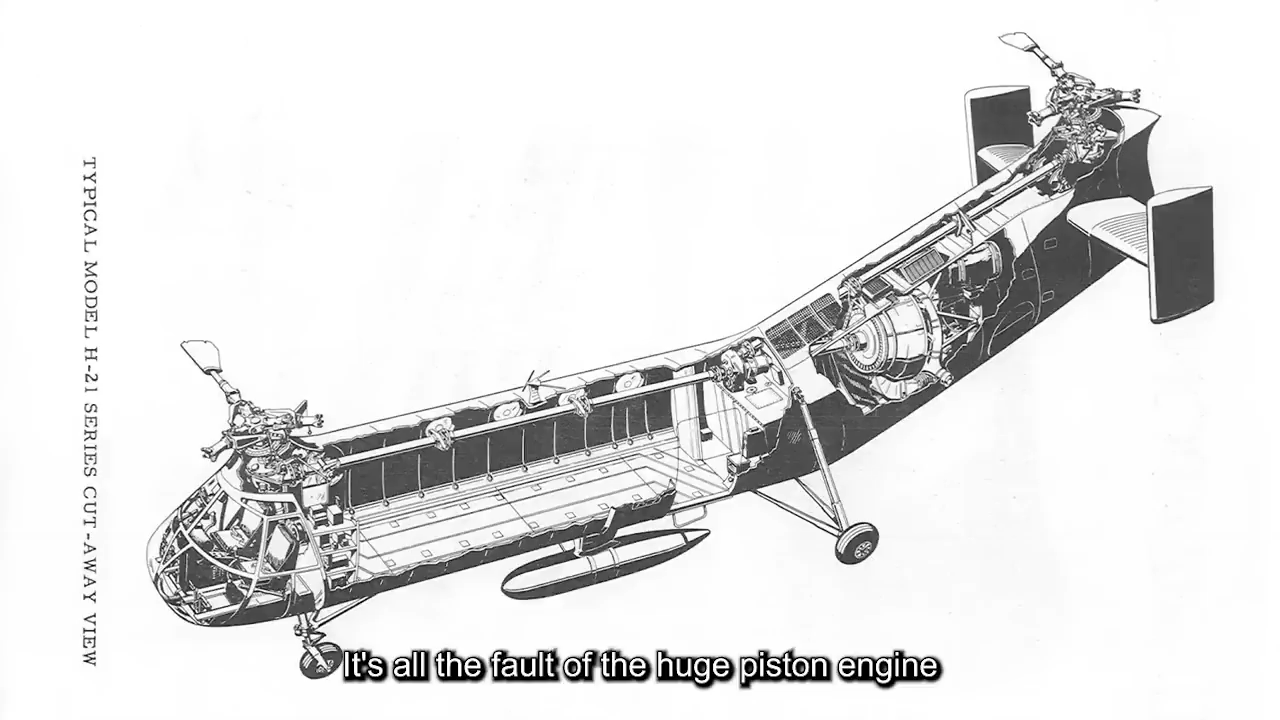 TYPICAL MODEL H-21 SERIES CUT-AWAY VIEW
It's all the fault of the huge piston engine